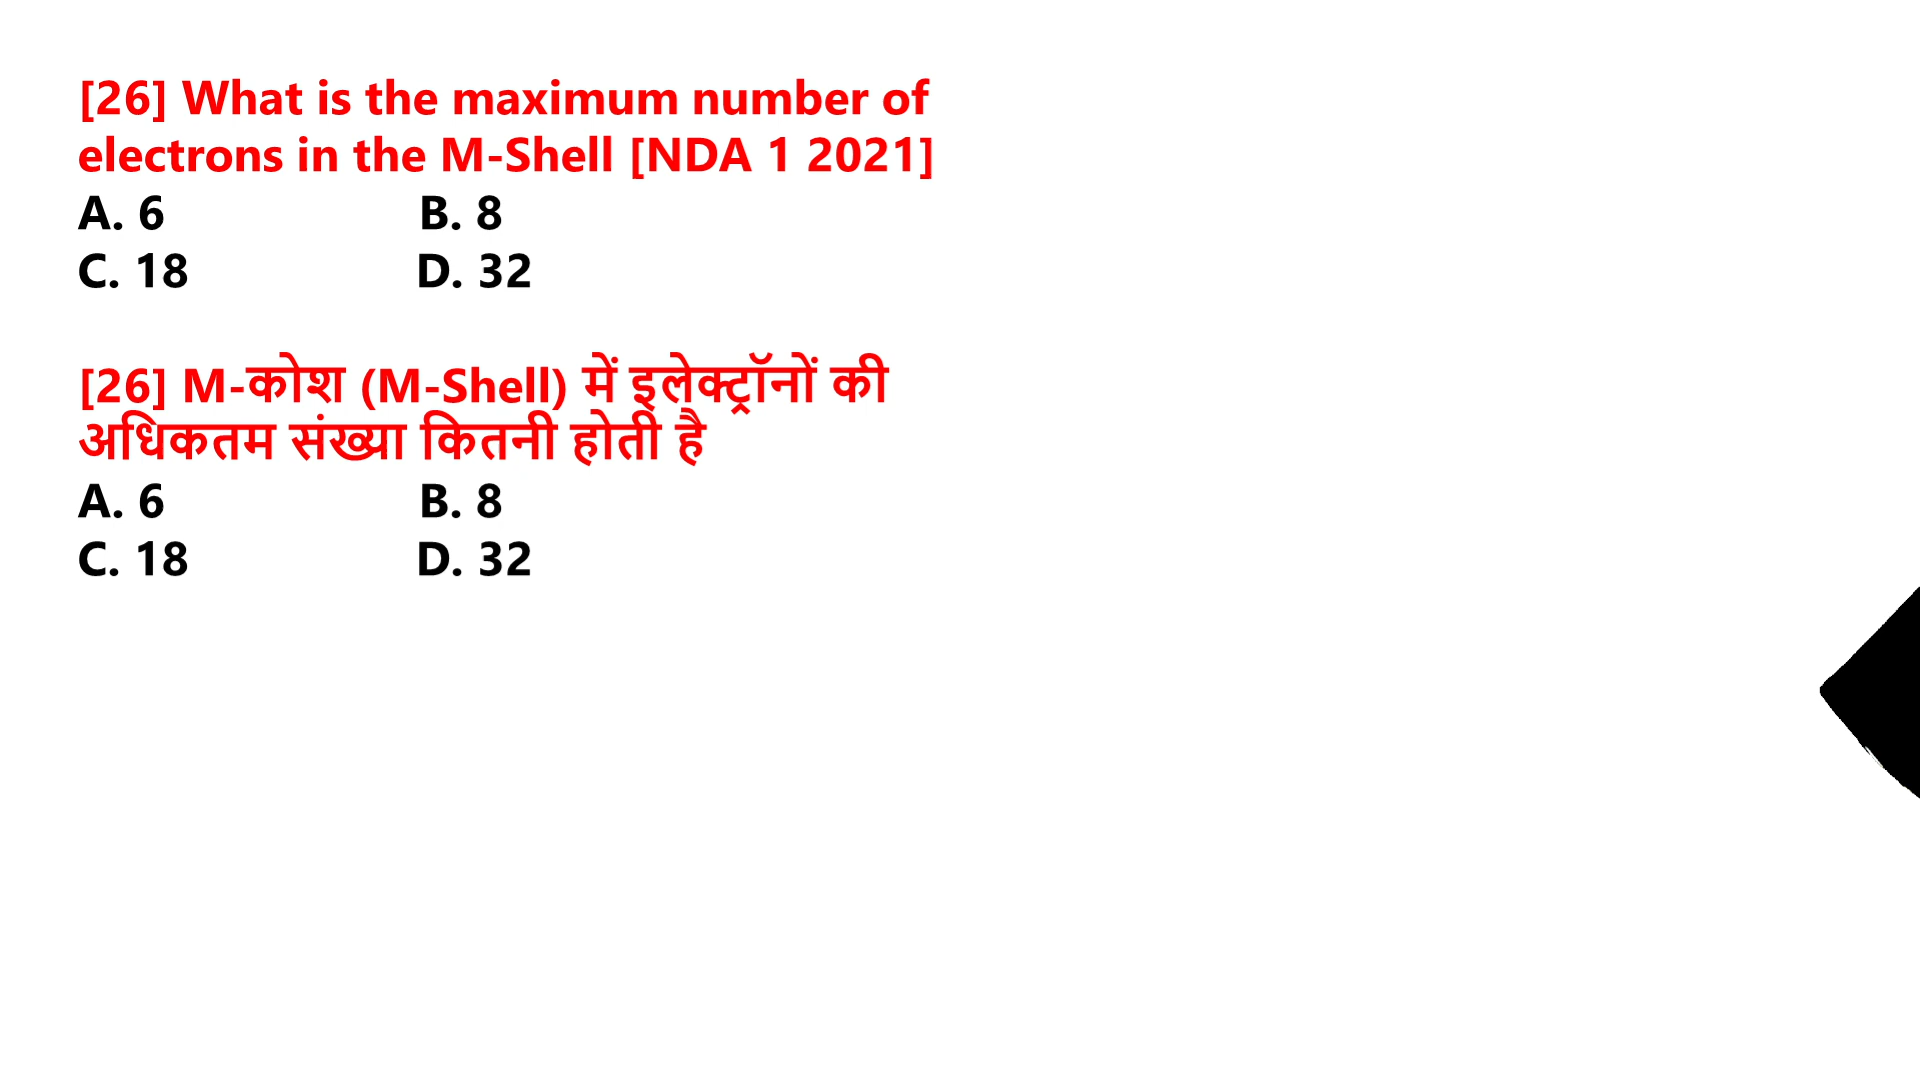 [26] What is the maximum number of
electrons in the M-Shell [NDA 1 2021]
A. 6 B. 8
C. 18 D. 32
[26] M-कोश (M-Shell) में इलेक्ट्रॉनों की
अधिकतम संख्या कितनी होती है
A. 6 B. 8
C. 18 D. 32